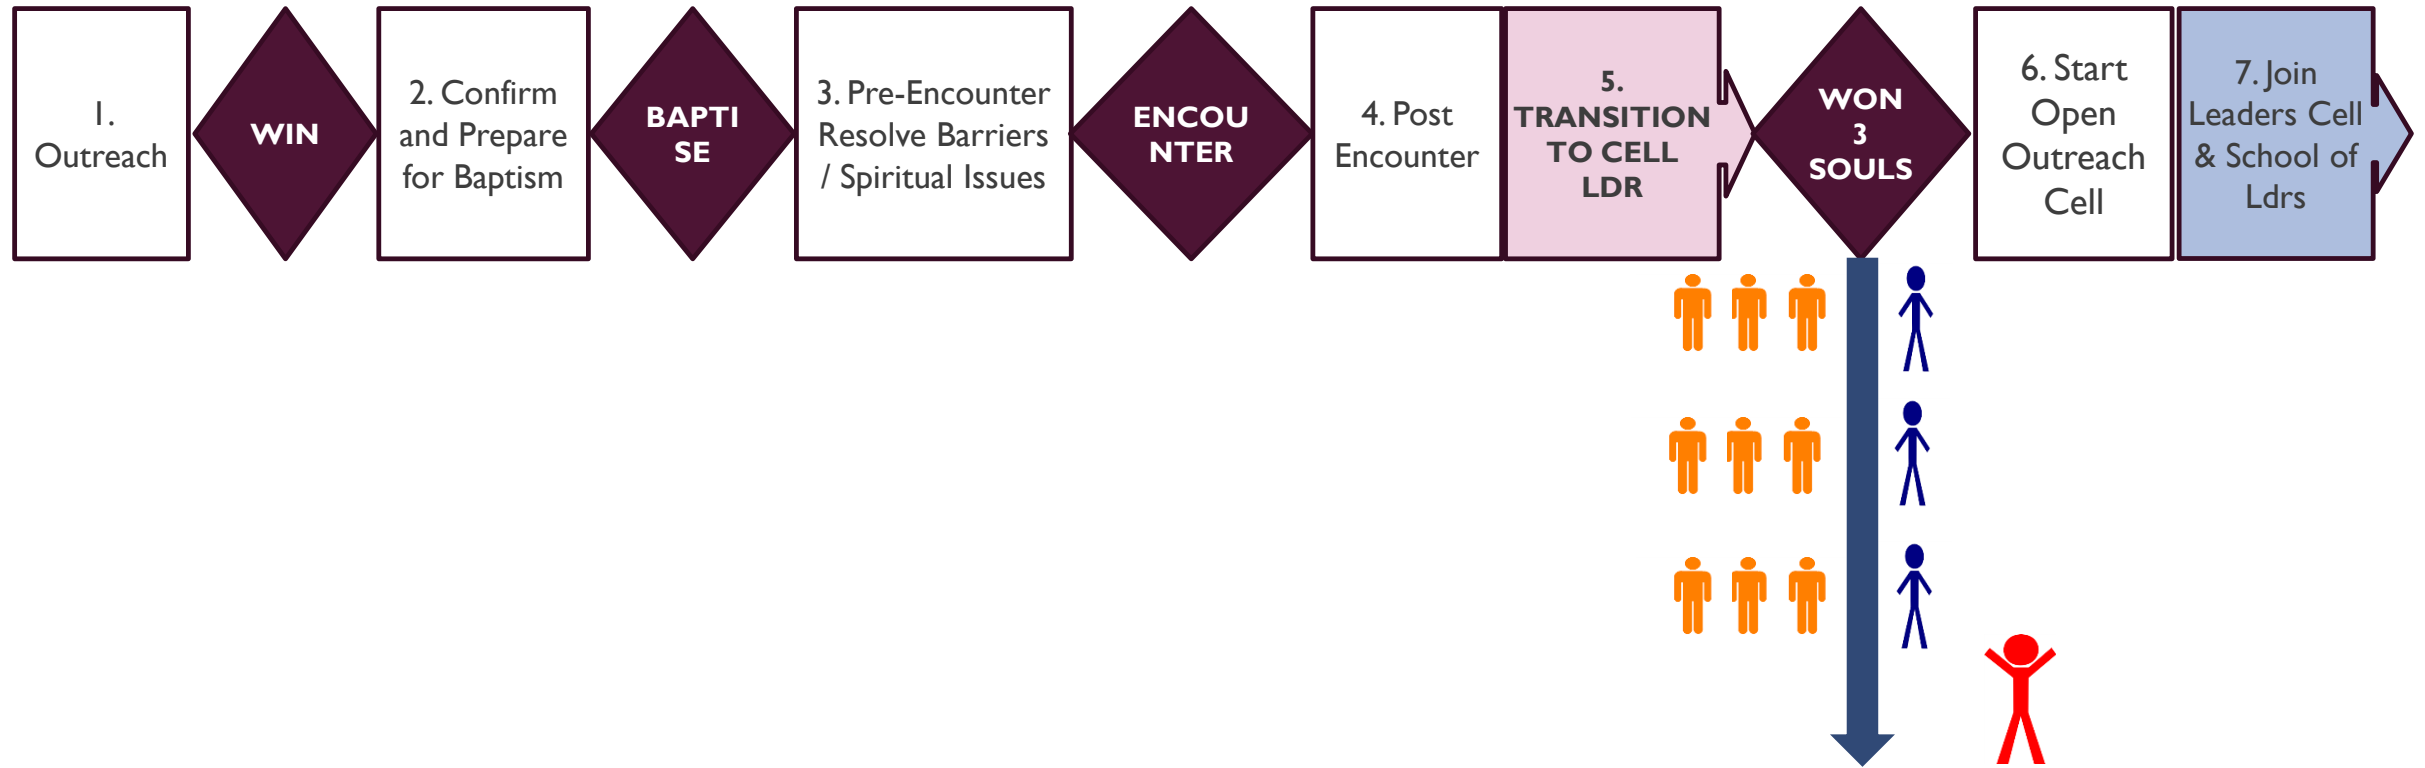 1.
Outreach
WIN
2. Confirm
and Prepare
for Baptism
BAPTI
SE
3. Pre-Encounter
Resolve Barriers
/ Spiritual Issues
ENCOU
NTER
4. Post
Encounter
5.
TRANSITION
TO CELL
LDR
WON
3
SOULS
6. Start
Open
Outreach
Cell
7. Join
Leaders Cell
& School of
Ldrs